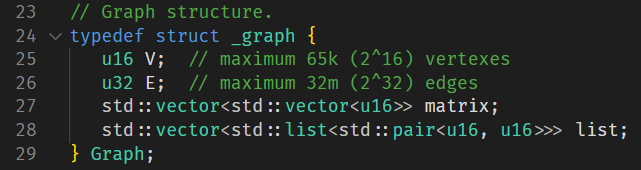 23 // Graph structure.
24 typedef struct _graph {
25 u16 V; // maximum 65k (2^16) vertexes
26 u32 E; // maximum 32m (2^32) edges
27 std::vector<std::vector<u16>> matrix;
28 std::vector<std::list<std::pair<u16, u16>>> list;
29 } Graph;